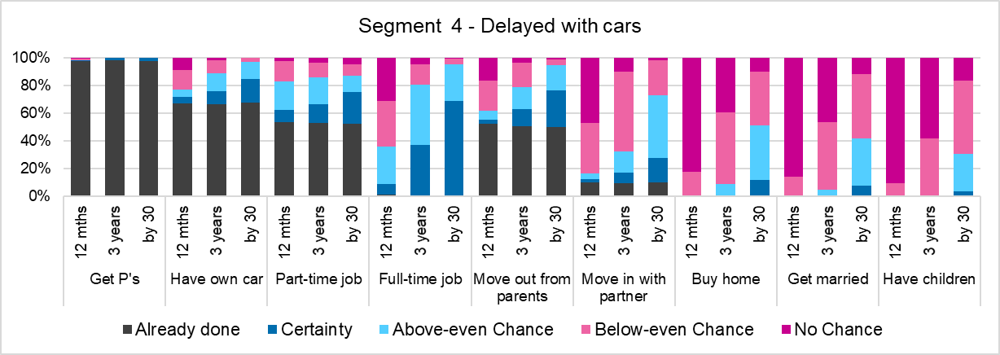 Segment  4 - Delayed with cars
100%
80%
60%
40%
20%
0%
12 mths 3 years by 30 12 mths 3 years by 30 12 mths 3 years by 30 12 mths 3 years by 30 12 mths 3 years by 30 12 mths 3 years by 30 12 mths 3 years by 30 12 mths 3 years by 30 12 mths 3 years by 30
Get P's Have own car Part-time job Full-time job Move out from Move in with Buy home Get married Have children
parents partner
Already done Certainty Above-even Chance Below-even Chance No Chance